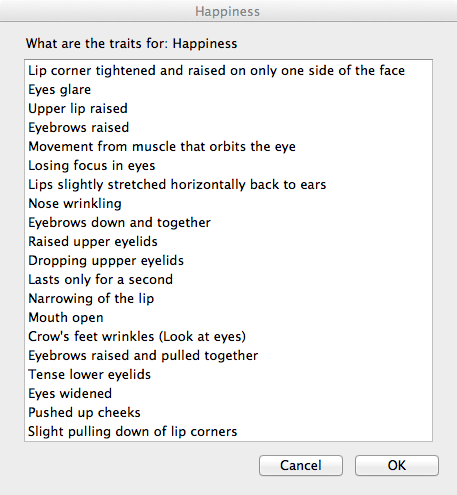 Happiness
What are the traits for: Happiness
Lip corner tightened and raised on only one side of the face
Eyes glare
Upper lip raised
Eyebrows raised
Movement from muscle that orbits the eye
Losing focus in eyes
Lips slightly stretched horizontally back to ears
Nose wrinkling
Eyebrows down and together
Raised upper eyelids
Dropping uppper eyelids
Lasts only for a second
Narrowing of the lip
Mouth open
Crow's feet wrinkles (Look at eyes)
Eyebrows raised and pulled together
Tense lower eyelids
Eyes widened
Pushed up cheeks
Slight pulling down of lip corners
Cancel OK